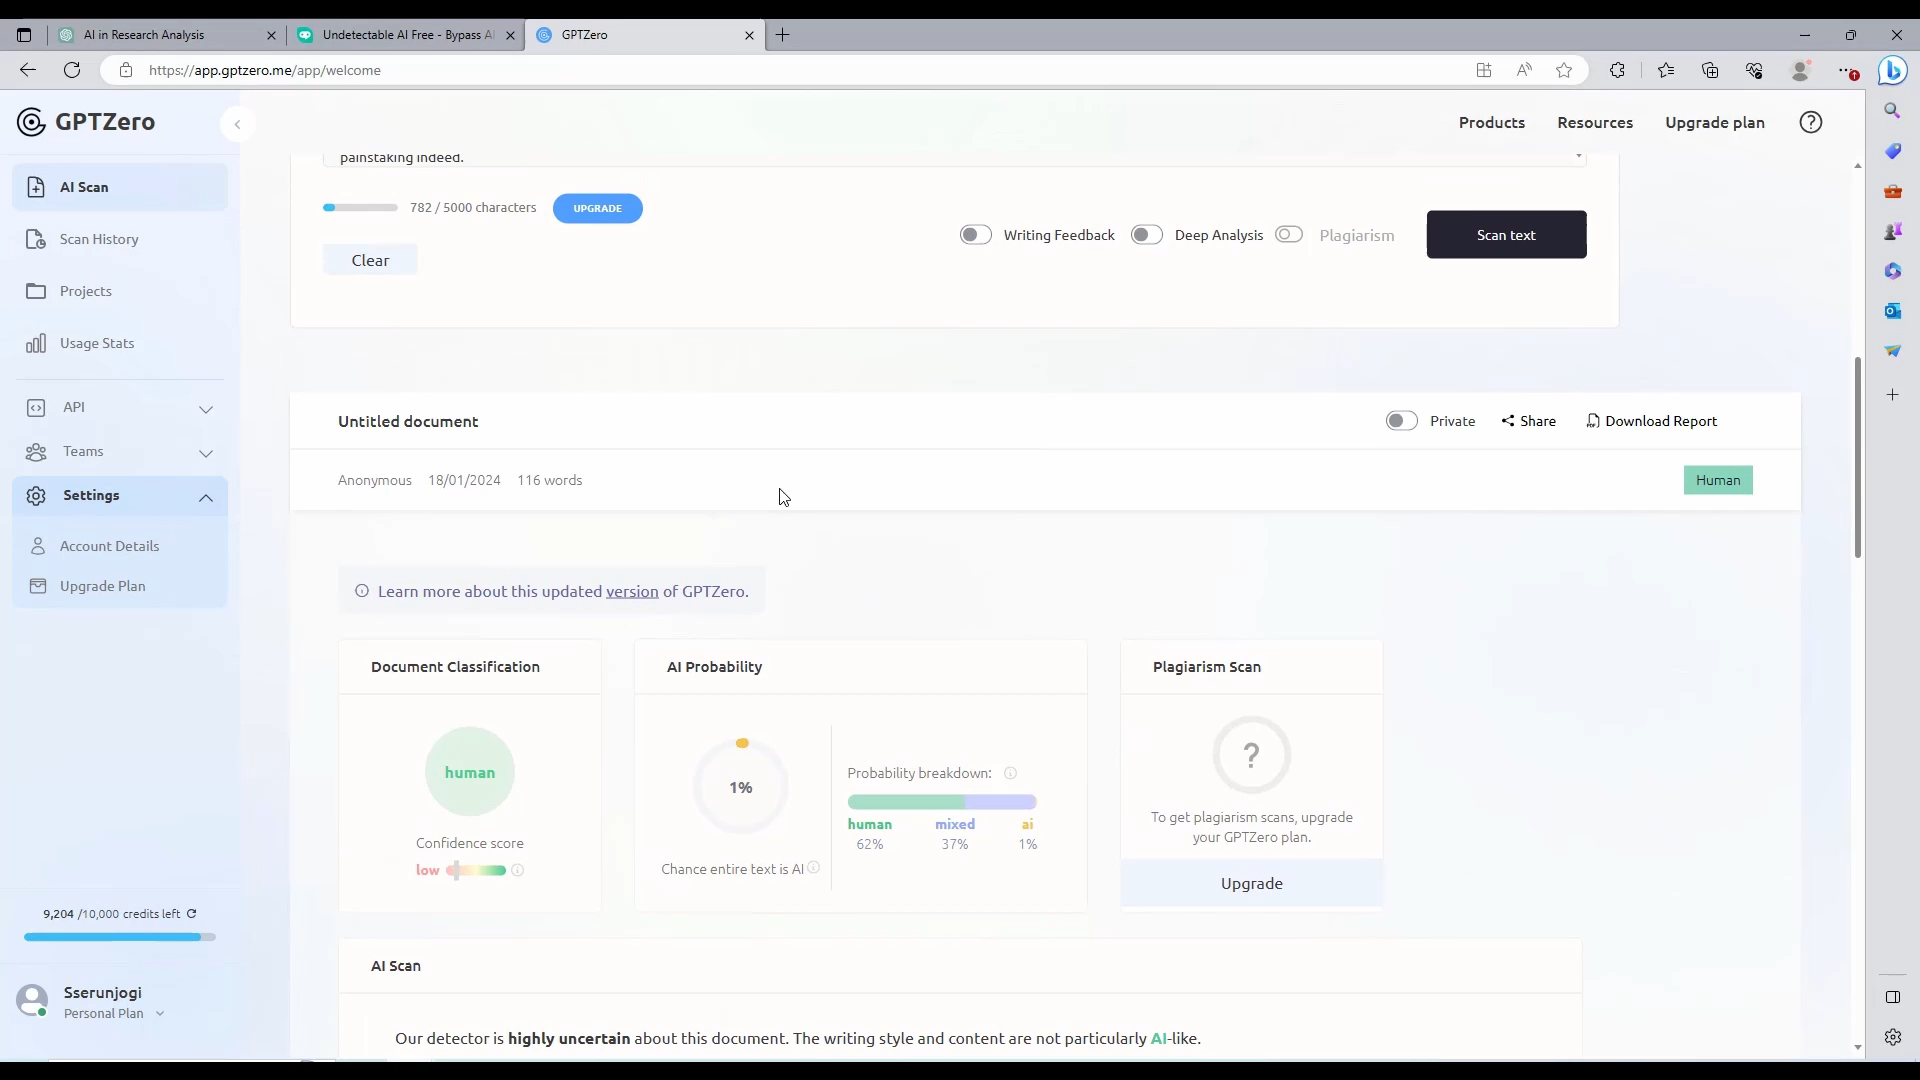 AI in Research Analysis
Undetectable AI Free - Bypass AI
GPTZero
https://app.gptzero.me/app/welcome
GPTZero
Products
Resources
Upgrade plan
AI Scan
Scan History
Projects
Usage Stats
API
Teams
Settings
Account Details
Upgrade Plan
9,204 /10,000 credits left
Sserunjogi
Personal Plan
painstaking indeed.
782 / 5000 characters
UPGRADE
Clear
Writing Feedback
Deep Analysis
Plagiarism
Scan text
Untitled document
Private
Share
Download Report
Anonymous 18/01/2024 116 words
Human
Learn more about this updated version of GPTZero.
Document Classification
human
Confidence score
low
AI Probability
1%
Chance entire text is AI
Probability breakdown:
human mixed ai
62% 37% 1%
Plagiarism Scan
?
To get plagiarism scans, upgrade
your GPTZero plan.
Upgrade
AI Scan
Our detector is highly uncertain about this document. The writing style and content are not particularly AI-like.